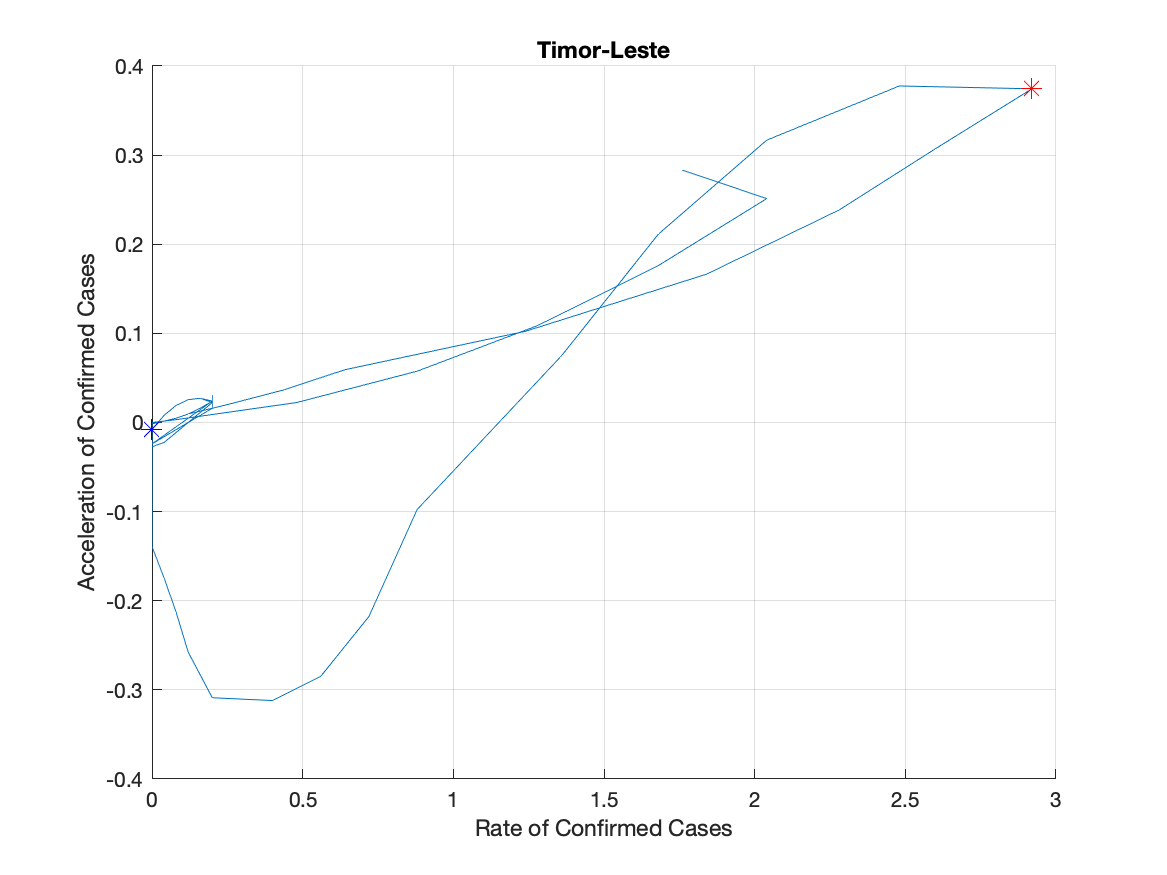 Timor-Leste
Acceleration of Confirmed Cases
0.4
0.3
0.2
0.1
0
-0.1
-0.2
-0.3
-0.4
0 0.5 1 1.5 2 2.5 3
Rate of Confirmed Cases